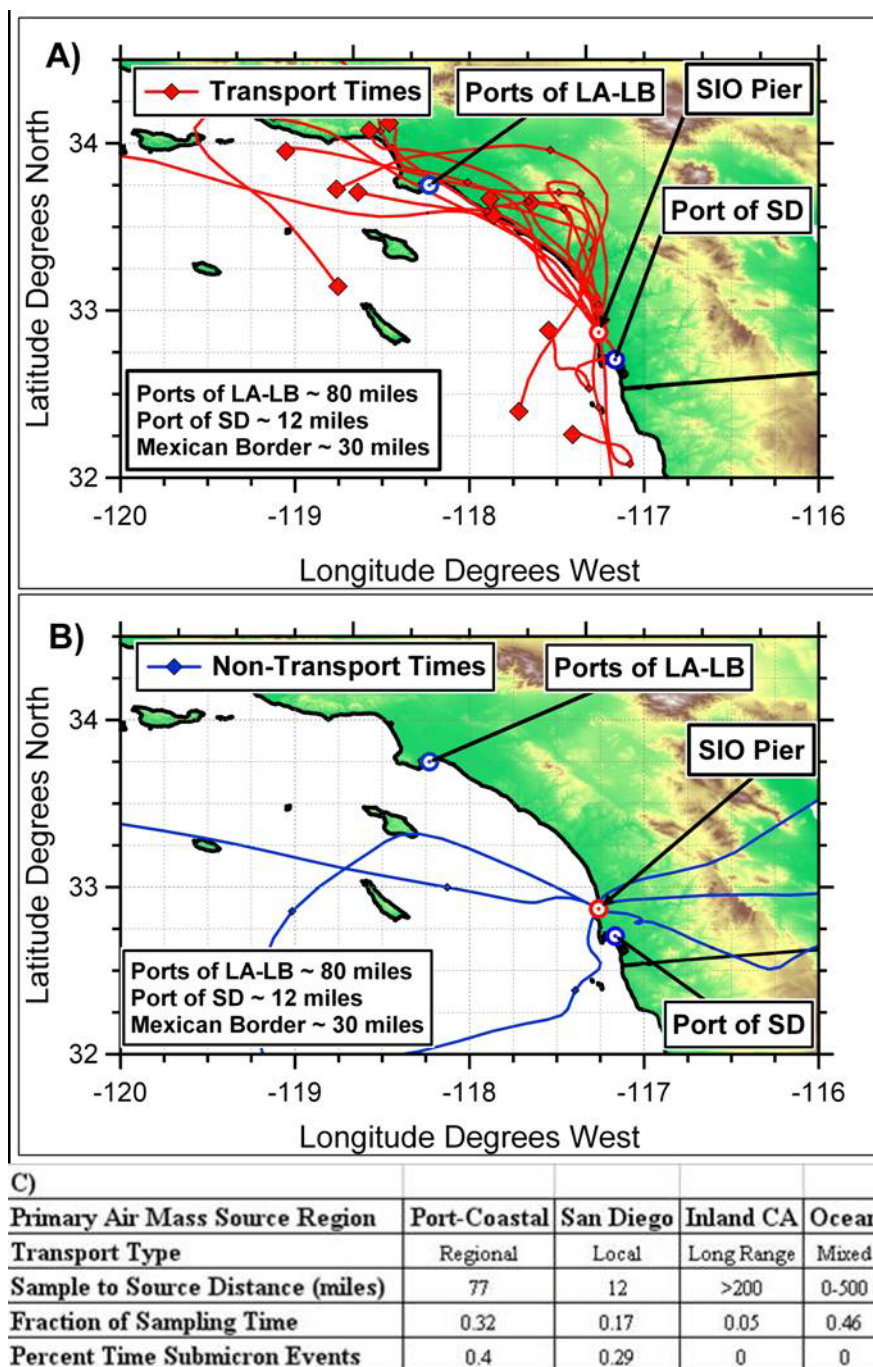 A)
Transport Times
Ports of LA-LB
SIO Pier
Port of SD
Ports of LA-LB ~ 80 miles
Port of SD ~ 12 miles
Mexican Border ~ 30 miles
Latitude Degrees North
34
33
32
-120 -119 -118 -117 -116
Longitude Degrees West
B)
Non-Transport Times
Ports of LA-LB
SIO Pier
Port of SD
Ports of LA-LB ~ 80 miles
Port of SD ~ 12 miles
Mexican Border ~ 30 miles
Latitude Degrees North
34
33
32
-120 -119 -118 -117 -116
Longitude Degrees West
C)
Primary Air Mass Source Region Port-Coastal San Diego Inland CA Ocean
Transport Type Regional Local Long Range Mixed
Sample to Source Distance (miles) 77 12 >200 0-500
Fraction of Sampling Time 0.32 0.17 0.05 0.46
Percent Time Submicron Events 0.4 0.29 0 0